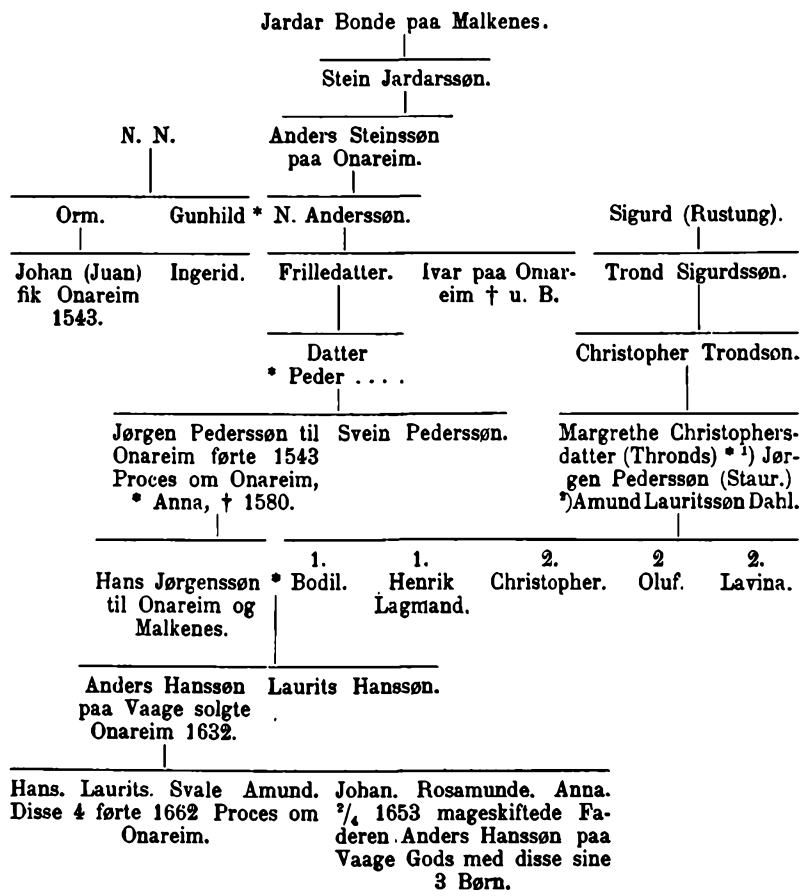 Jardar Bonde paa Malkenes.
Stein Jardarssøn.
N. N.
Anders Steinssøn
paa Onareim.
Orm. Gunhild * N. Anderssøn.
Sigurd (Rustung).
Johan (Juan)
fik Onareim
1543.
Ingerid.
Frilledatter.
Ivar paa Onar-
eim † u. B.
Trond Sigurdssøn.
Datter
* Peder ....
Christopher Trondsøn.
Jørgen Pederssøn til
Onareim førte 1543
Proces om Onareim,
* Anna, † 1580.
Svein Pederssøn.
Margrethe Christophers-
datter (Thronds) * ¹) Jør-
gen Pederssøn (Staur.)
²) Amund Lauritssøn Dahl.
Hans Jørgenssøn *
til Onareim og
Malkenes.
1.
Bodil.
1.
Henrik
Lagmand.
2.
Christopher.
2
Oluf.
2.
Lavina.
Anders Hanssøn
paa Vaage solgte
Onareim 1632.
Laurits Hanssøn.
Hans. Laurits. Svale Amund.
Disse 4 førte 1662 Proces om
Onareim.
Johan. Rosamunde. Anna.
²/₄ 1653 mageskiftede Fa-
deren Anders Hanssøn paa
Vaage Gods med disse sine
3 Børn.